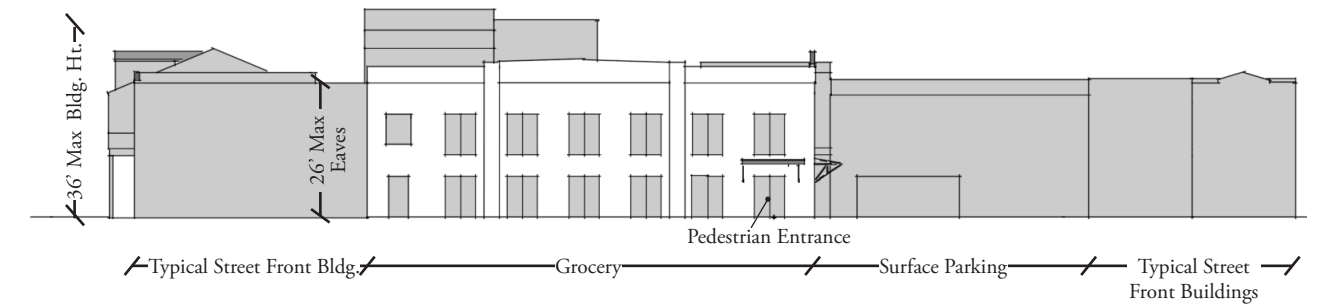 36’ Max Bldg. Ht.
26’ Max
Eaves
Pedestrian Entrance
Typical Street Front Bldg.
Grocery
Surface Parking
Typical Street
Front Buildings